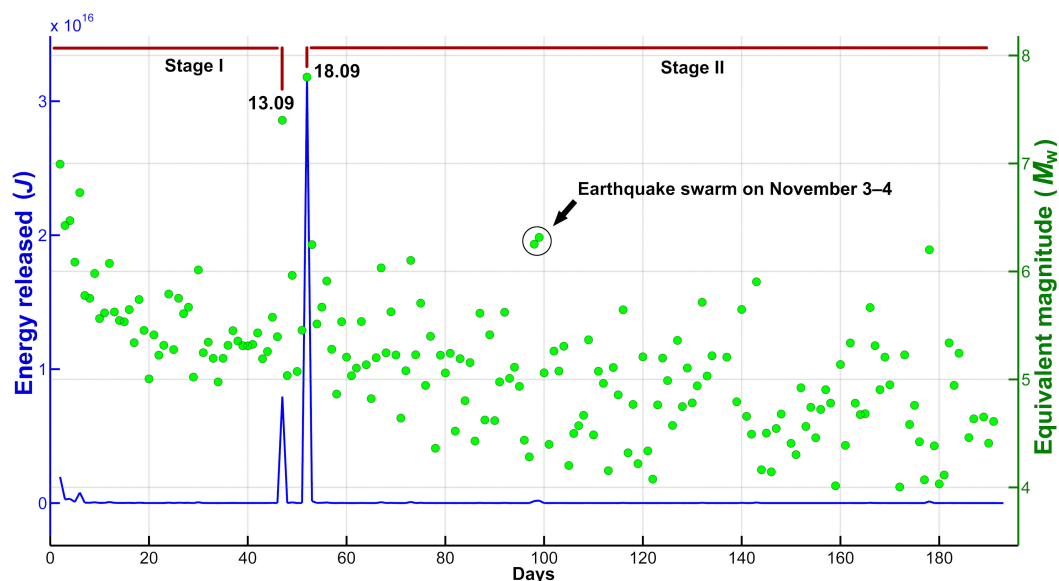 x 10¹⁶
Stage I
18.09
Stage II
13.09
Earthquake swarm on November 3–4
Energy released (J)
3
2
1
0
Equivalent magnitude (Mw)
8
7
6
5
4
0 20 40 60 80 100 120 140 160 180
Days